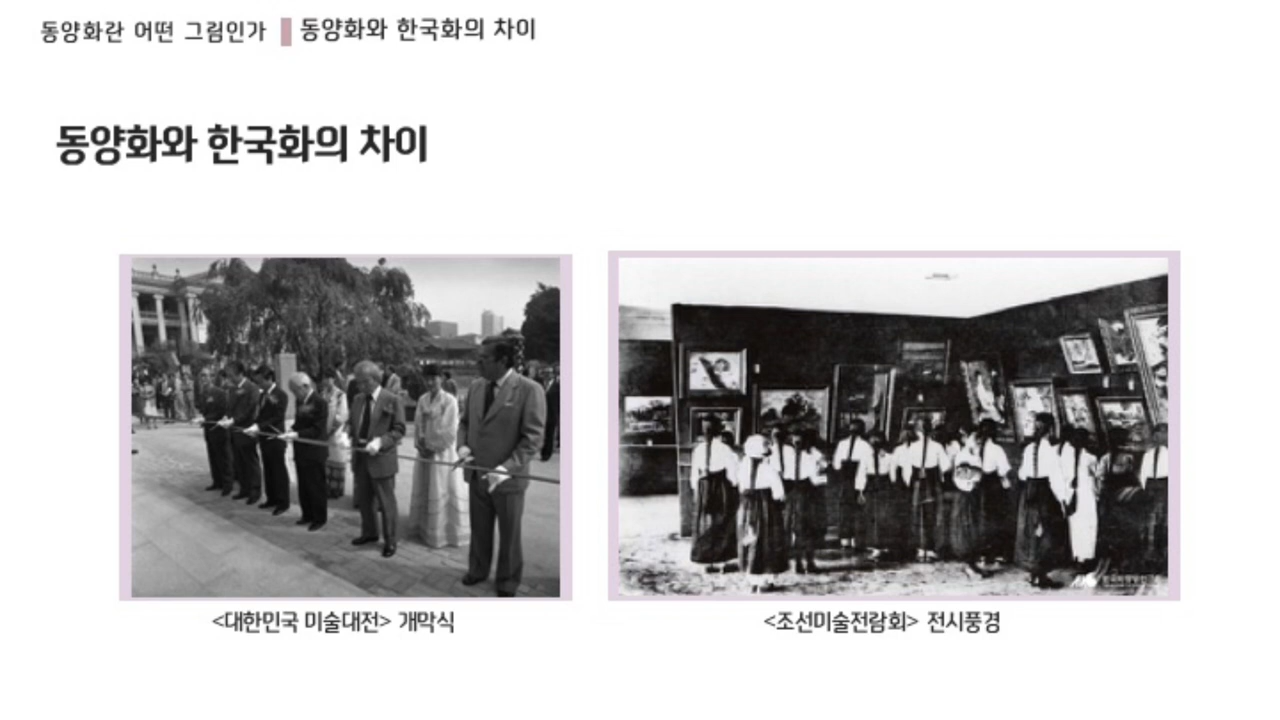 동양화란 어떤 그림인가
동양화와 한국화의 차이
동양화와 한국화의 차이
<대한민국 미술대전> 개막식
<조선미술전람회> 전시풍경